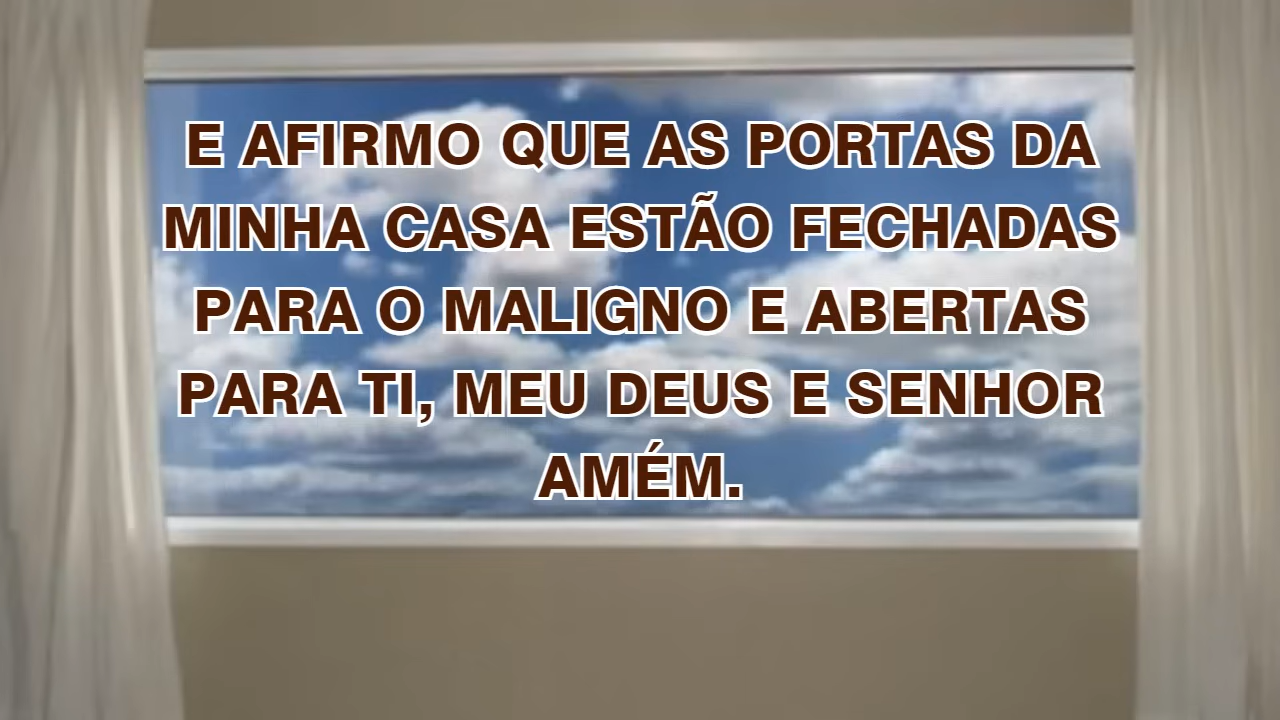 E AFIRMO QUE AS PORTAS DA
MINHA CASA ESTÃO FECHADAS
PARA O MALIGNO E ABERTAS
PARA TI, MEU DEUS E SENHOR
AMÉM.